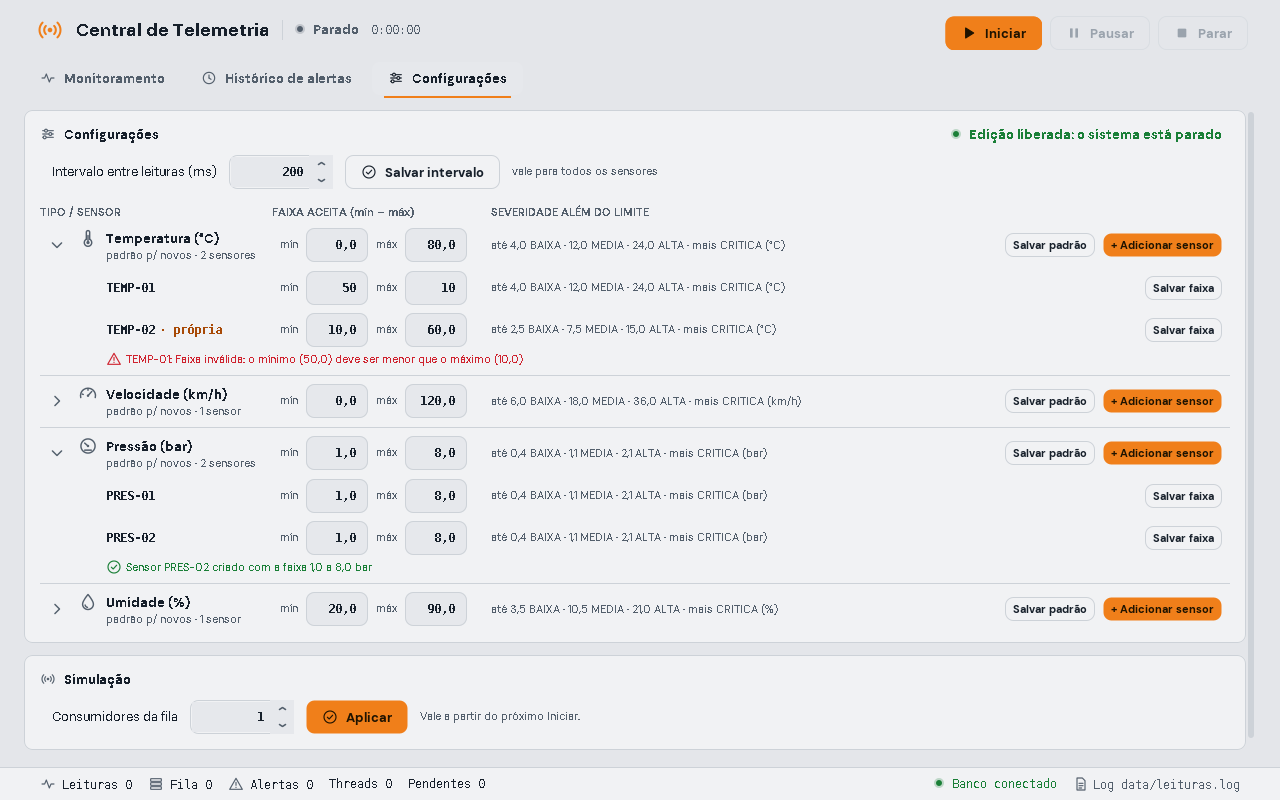 Central de Telemetria
Parado 0:00:00
Iniciar
Pausar
Parar
Monitoramento
Histórico de alertas
Configurações
Configurações
Edição liberada: o sistema está parado
Intervalo entre leituras (ms) 200 Salvar intervalo vale para todos os sensores
TIPO / SENSOR FAIXA ACEITA (mín – máx) SEVERIDADE ALÉM DO LIMITE
Temperatura (°C)
padrão p/ novos · 2 sensores
mín 0,0 máx 80,0 até 4,0 BAIXA · 12,0 MEDIA · 24,0 ALTA · mais CRITICA (°C) Salvar padrão + Adicionar sensor
TEMP-01 mín 50 máx 10 até 4,0 BAIXA · 12,0 MEDIA · 24,0 ALTA · mais CRITICA (°C) Salvar faixa
TEMP-02 · própria mín 10,0 máx 60,0 até 2,5 BAIXA · 7,5 MEDIA · 15,0 ALTA · mais CRITICA (°C) Salvar faixa
TEMP-01: Faixa inválida: o mínimo (50,0) deve ser menor que o máximo (10,0)
Velocidade (km/h)
padrão p/ novos · 1 sensor
mín 0,0 máx 120,0 até 6,0 BAIXA · 18,0 MEDIA · 36,0 ALTA · mais CRITICA (km/h) Salvar padrão + Adicionar sensor
Pressão (bar)
padrão p/ novos · 2 sensores
mín 1,0 máx 8,0 até 0,4 BAIXA · 1,1 MEDIA · 2,1 ALTA · mais CRITICA (bar) Salvar padrão + Adicionar sensor
PRES-01 mín 1,0 máx 8,0 até 0,4 BAIXA · 1,1 MEDIA · 2,1 ALTA · mais CRITICA (bar) Salvar faixa
PRES-02 mín 1,0 máx 8,0 até 0,4 BAIXA · 1,1 MEDIA · 2,1 ALTA · mais CRITICA (bar) Salvar faixa
Sensor PRES-02 criado com a faixa 1,0 a 8,0 bar
Umidade (%)
padrão p/ novos · 1 sensor
mín 20,0 máx 90,0 até 3,5 BAIXA · 10,5 MEDIA · 21,0 ALTA · mais CRITICA (%) Salvar padrão + Adicionar sensor
Simulação
Consumidores da fila 1 Aplicar Vale a partir do próximo Iniciar.
Leituras 0 Fila 0 Alertas 0 Threads 0 Pendentes 0 Banco conectado Log data/leituras.log